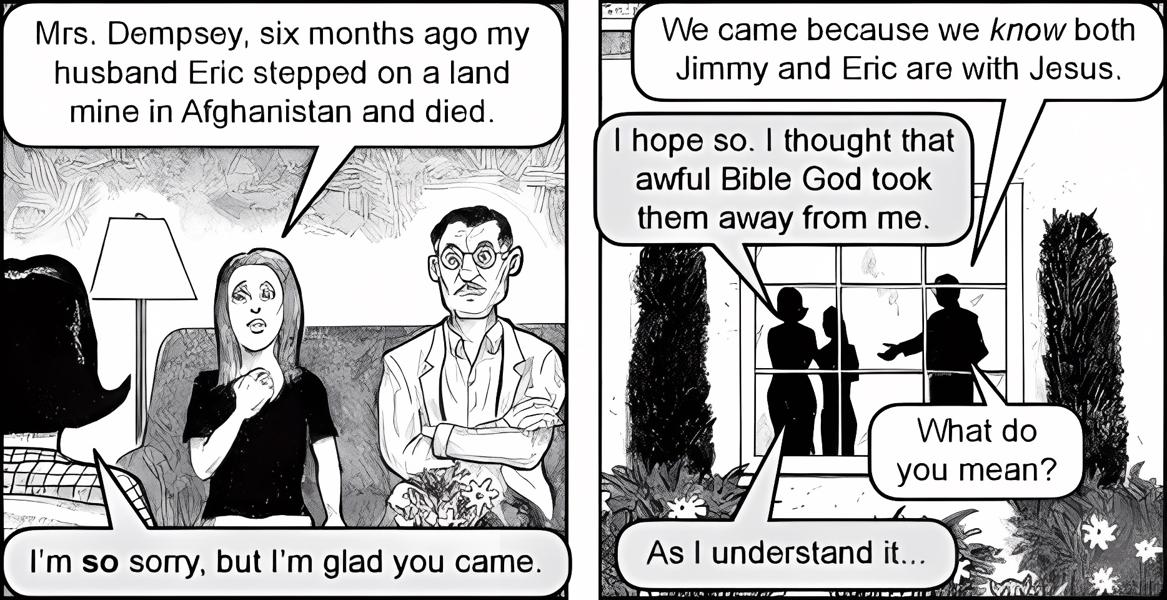 Mrs. Dempsey, six months ago my
husband Eric stepped on a land
mine in Afghanistan and died.
I'm so sorry, but I'm glad you came.
We came because we know both
Jimmy and Eric are with Jesus.
I hope so. I thought that
awful Bible God took
them away from me.
What do
you mean?
As I understand it...